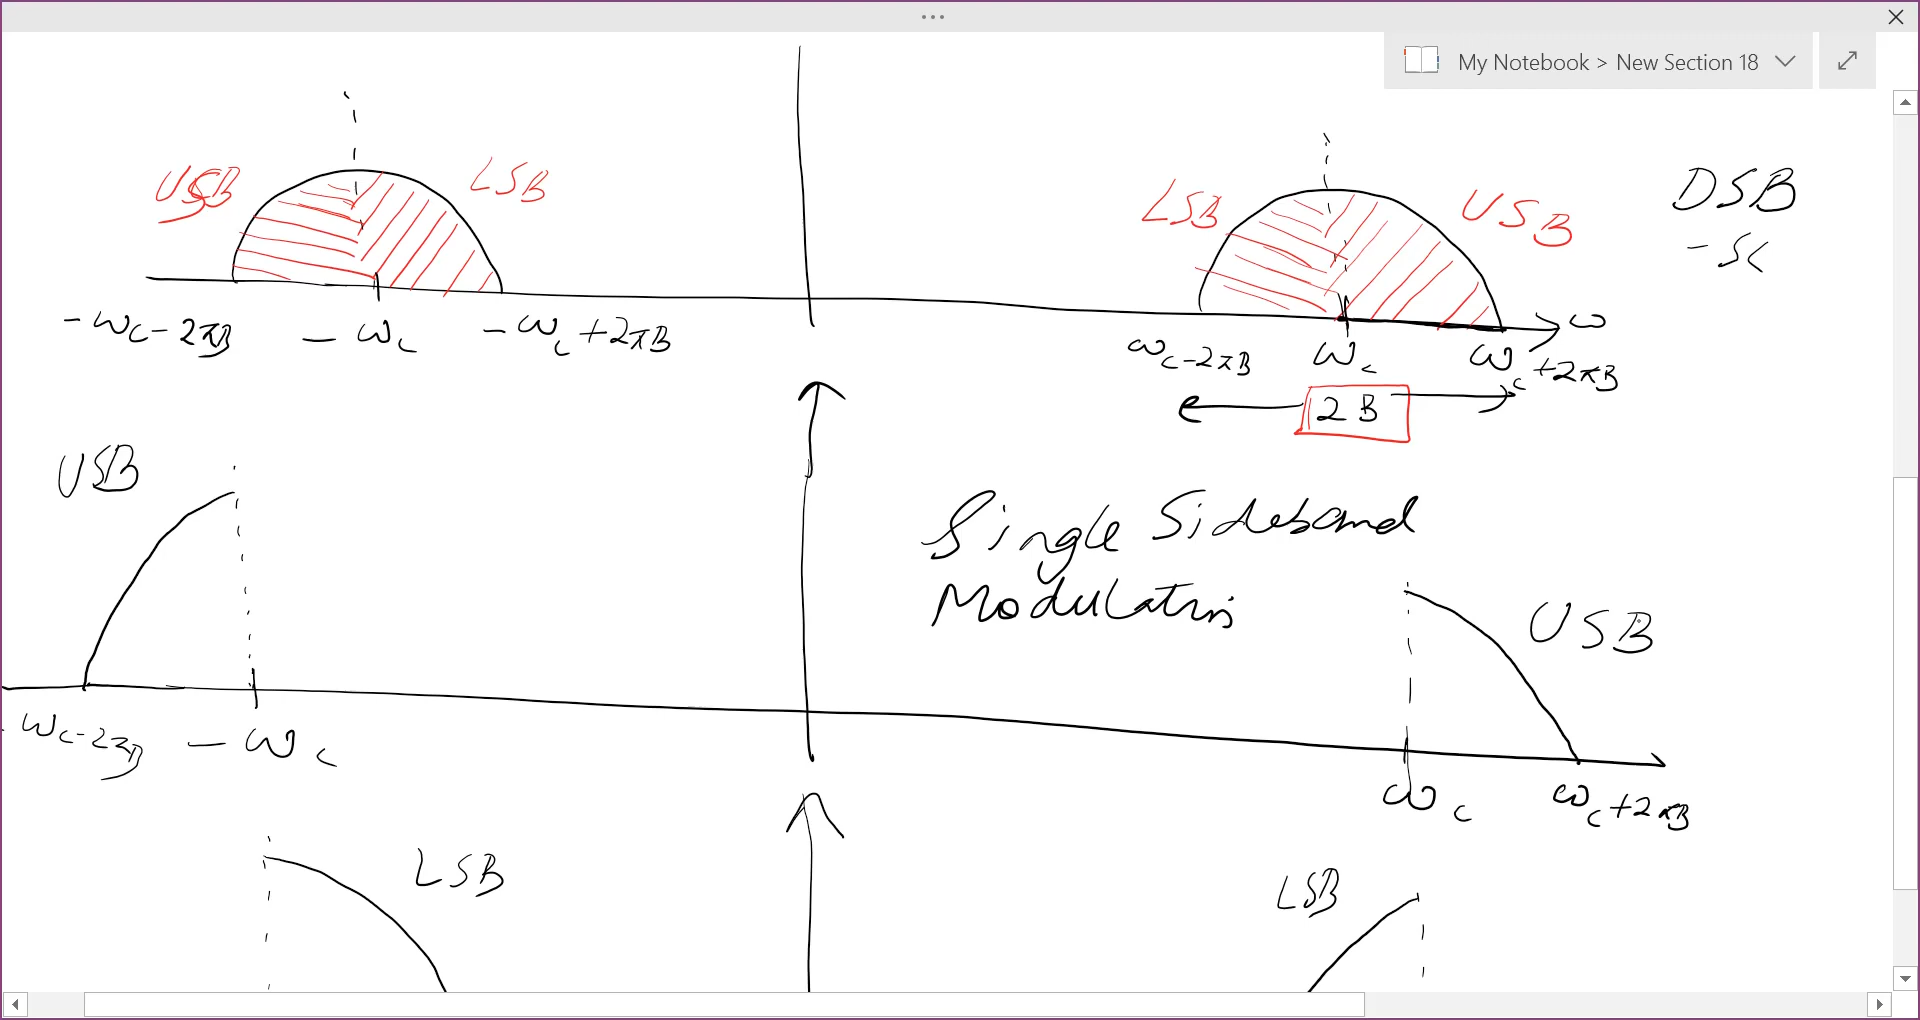 My Notebook > New Section 18
USB LSB
LSB USB
DSB
- SC
-ωc-2πB -ωc -ωc+2πB
ωc-2πB ωc ωc+2πB
ω
2B
USB
Single Sideband
Modulation
USB
-ωc-2πB -ωc
ωc ωc+2πB
LSB
LSB